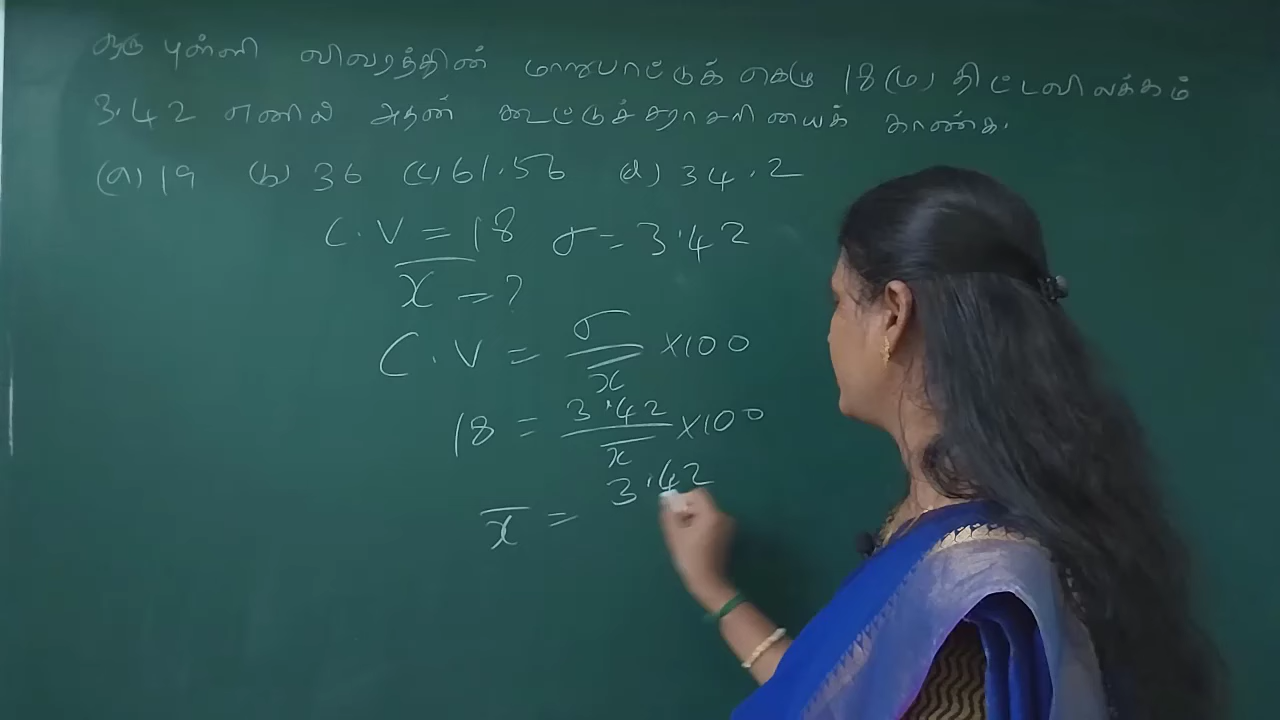 ஒரு புள்ளி விவரத்தின் மாறுபாட்டுக் கெழு 18 (ம) திட்டவிலக்கம்
3.42 எனில் அதன் கூட்டுச்சராசரியைக் காண்க.
(a) 19 (b) 36 (c) 61.56 (d) 34.2
C.V = 18 σ = 3.42
x̅ = ?
C.V = σ/x̅ ×100
18 = 3.42/x̅ ×100
x̅ = 3.42